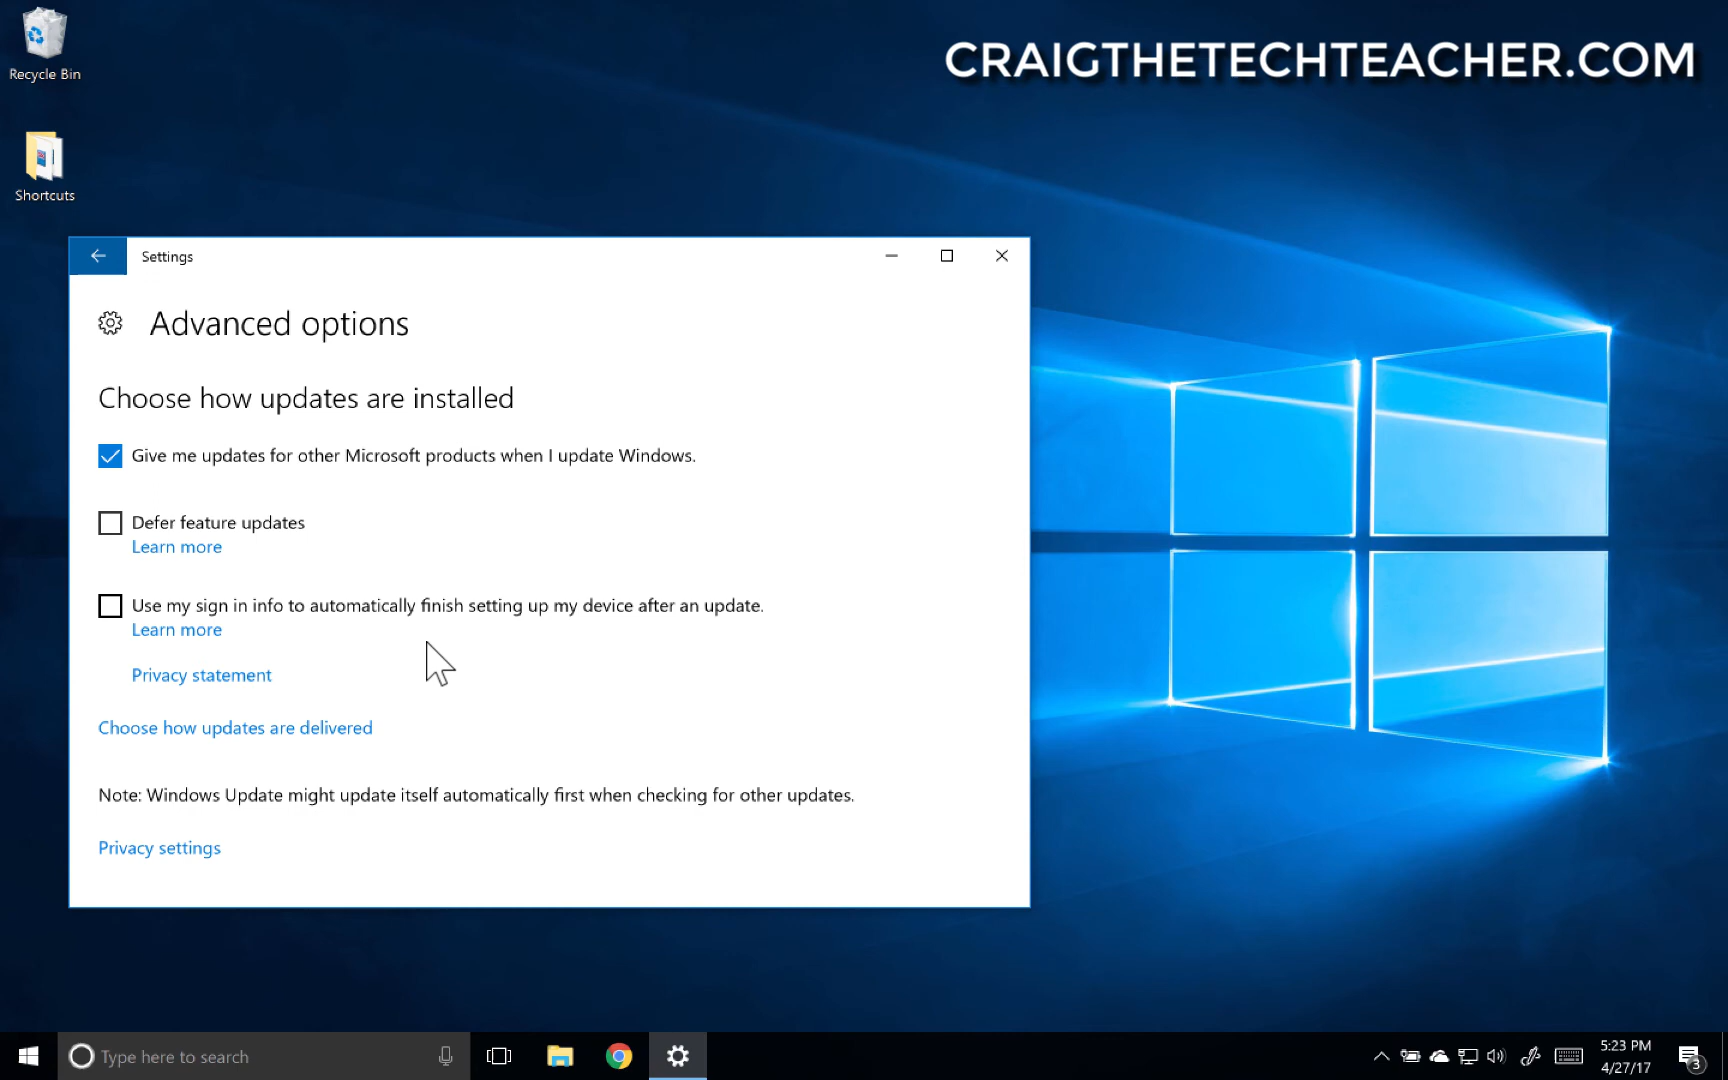 CRAIGTHETECHTEACHER.COM
Recycle Bin
Shortcuts
Settings
Advanced options
Choose how updates are installed
Give me updates for other Microsoft products when I update Windows.
Defer feature updates
Learn more
Use my sign in info to automatically finish setting up my device after an update.
Learn more
Privacy statement
Choose how updates are delivered
Note: Windows Update might update itself automatically first when checking for other updates.
Privacy settings
Type here to search
5:23 PM
4/27/17
3